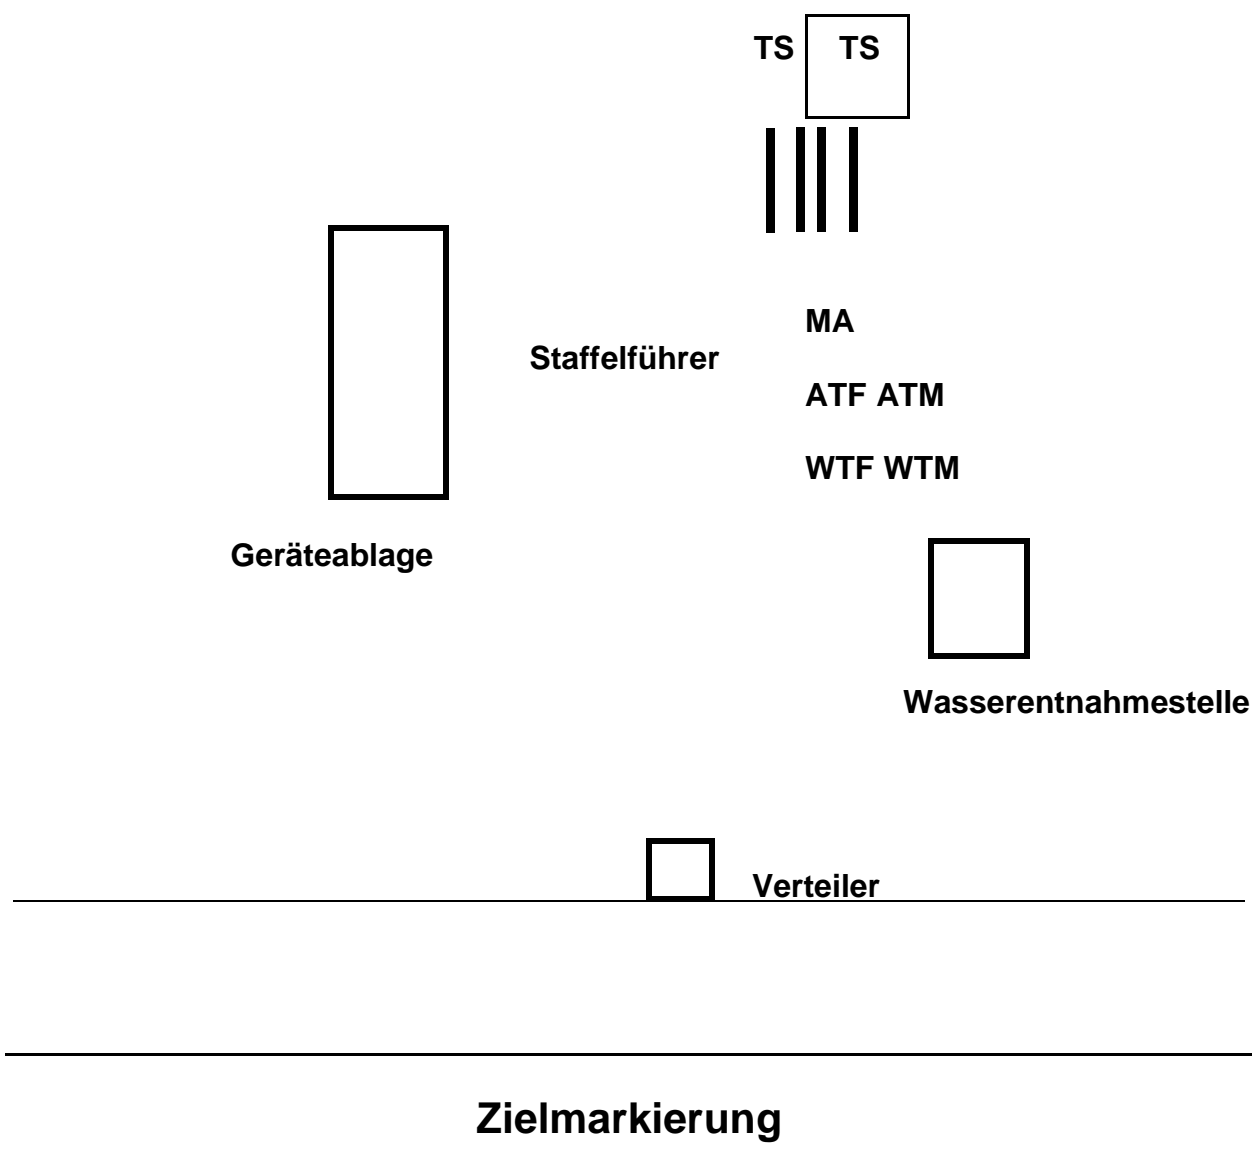 TS TS
MA
Staffelführer
ATF ATM
WTF WTM
Geräteablage
Wasserentnahmestelle
Verteiler
Zielmarkierung